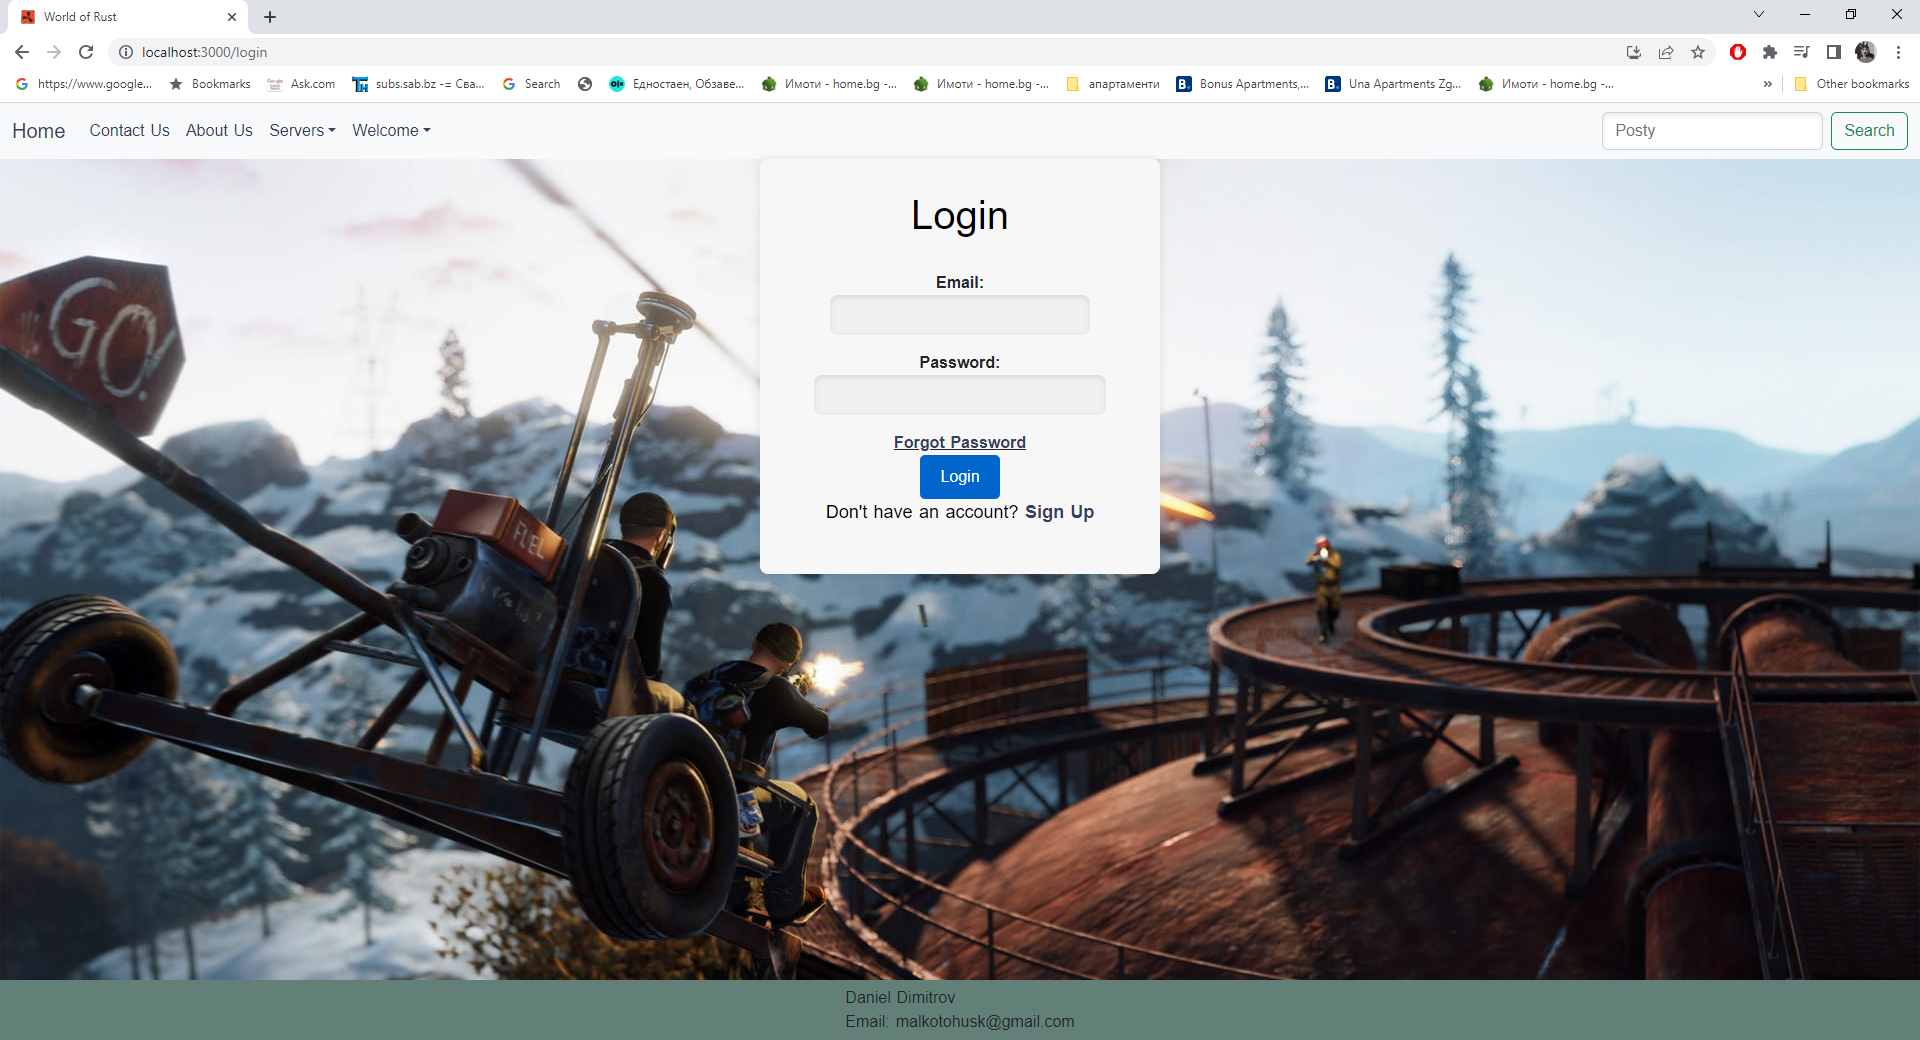 World of Rust
localhost:3000/login
https://www.google... Bookmarks Ask.com subs.sab.bz -= Сва... Search Едностаен, Обзаве... Имоти - home.bg -... Имоти - home.bg -... апартаменти Bonus Apartments,... Una Apartments Zg... Имоти - home.bg -... » Other bookmarks
Home Contact Us About Us Servers Welcome Posty Search
Login
GO!
Email:
Password:
Forgot Password
Login
Don't have an account? Sign Up
FUEL
Daniel Dimitrov
Email: malkotohusk@gmail.com